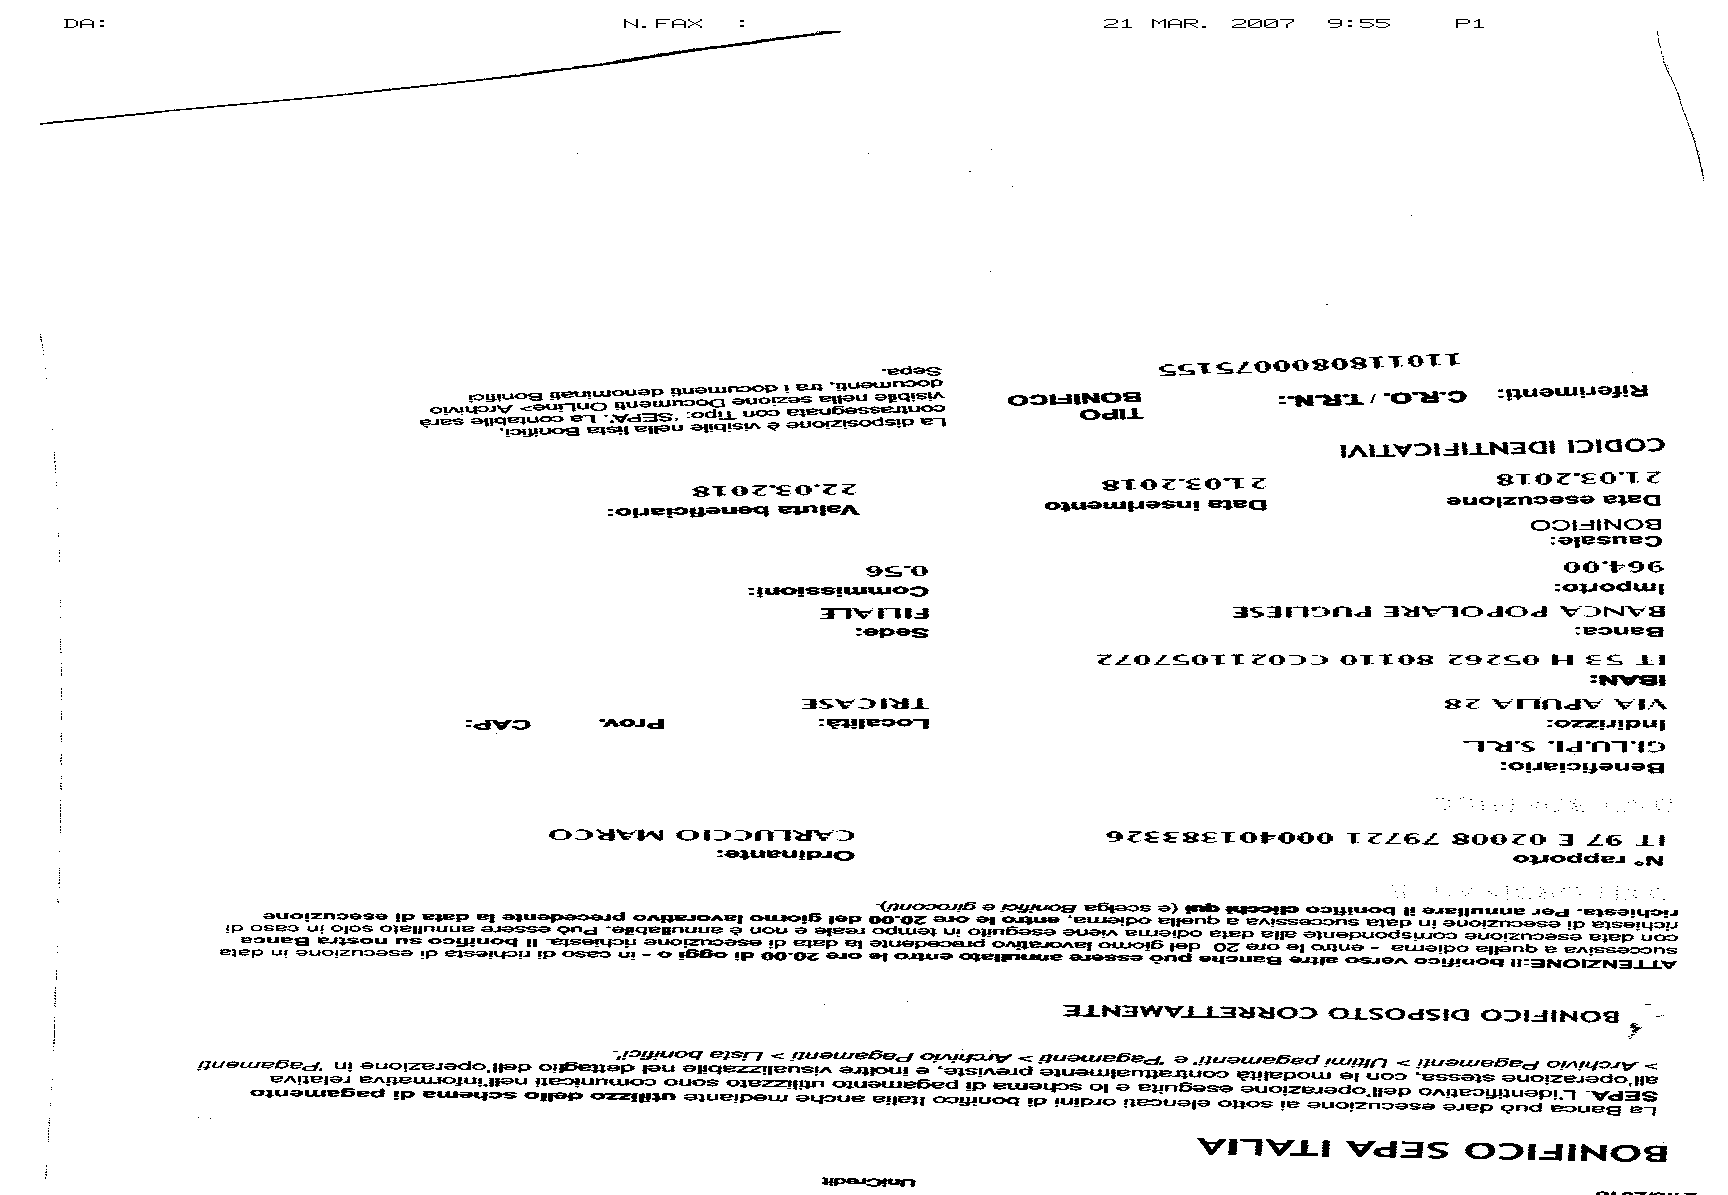 DA: N.FAX : 21 MAR. 2007 9:55 P1
UniCredit
BONIFICO SEPA ITALIA
La Banca può dare esecuzione ai sotto elencati ordini di bonifico Italia anche mediante utilizzo dello schema di pagamento
SEPA. L'identificativo dell'operazione eseguita e lo schema di pagamento utilizzato sono comunicati nell'informativa relativa
all'operazione stessa, con le modalità contrattualmente previste, e inoltre visualizzabile nel dettaglio dell'operazione in "Pagamenti
> Archivio Pagamenti > Ultimi pagamenti" e "Pagamenti > Archivio Pagamenti > Lista bonifici".
BONIFICO DISPOSTO CORRETTAMENTE
ATTENZIONE:Il bonifico verso altre Banche può essere annullato entro le ore 20.00 di oggi o - in caso di richiesta di esecuzione in data
successiva a quella odierna - entro le ore 20 del giorno lavorativo precedente la data di esecuzione richiesta. Il bonifico su nostra Banca
con data esecuzione corrispondente alla data odierna viene eseguito in tempo reale e non è annullabile. Può essere annullato solo in caso di
richiesta di esecuzione in data successiva a quella odierna, entro le ore 20.00 del giorno lavorativo precedente la data di esecuzione
richiesta. Per annullare il bonifico clicchi qui (e scelga Bonifici e giroconti).
N° rapporto Ordinante:
IT 97 E 02008 79721 000401383326 CARLUCCIO MARCO
Beneficiario:
GI.LU.PI. S.R.L.
Indirizzo: Località: Prov. CAP:
VIA APULIA 28 TRICASE
IBAN:
IT 53 H 05262 80110 CC0211057072
Banca: Sede:
BANCA POPOLARE PUGLIESE FILIALE
Importo: Commissioni:
964.00 0.56
Causale:
BONIFICO
Data esecuzione Data inserimento Valuta beneficiario:
21.03.2018 21.03.2018 22.03.2018
CODICI IDENTIFICATIVI
Riferimenti: C.R.O. / T.R.N.: TIPO BONIFICO
1101180800075155
La disposizione è visibile nella lista Bonifici,
contrassegnata con Tipo: "SEPA". La contabile sarà
visibile nella sezione Documenti OnLine> Archivio
documenti, tra i documenti denominati Bonifici
Sepa.